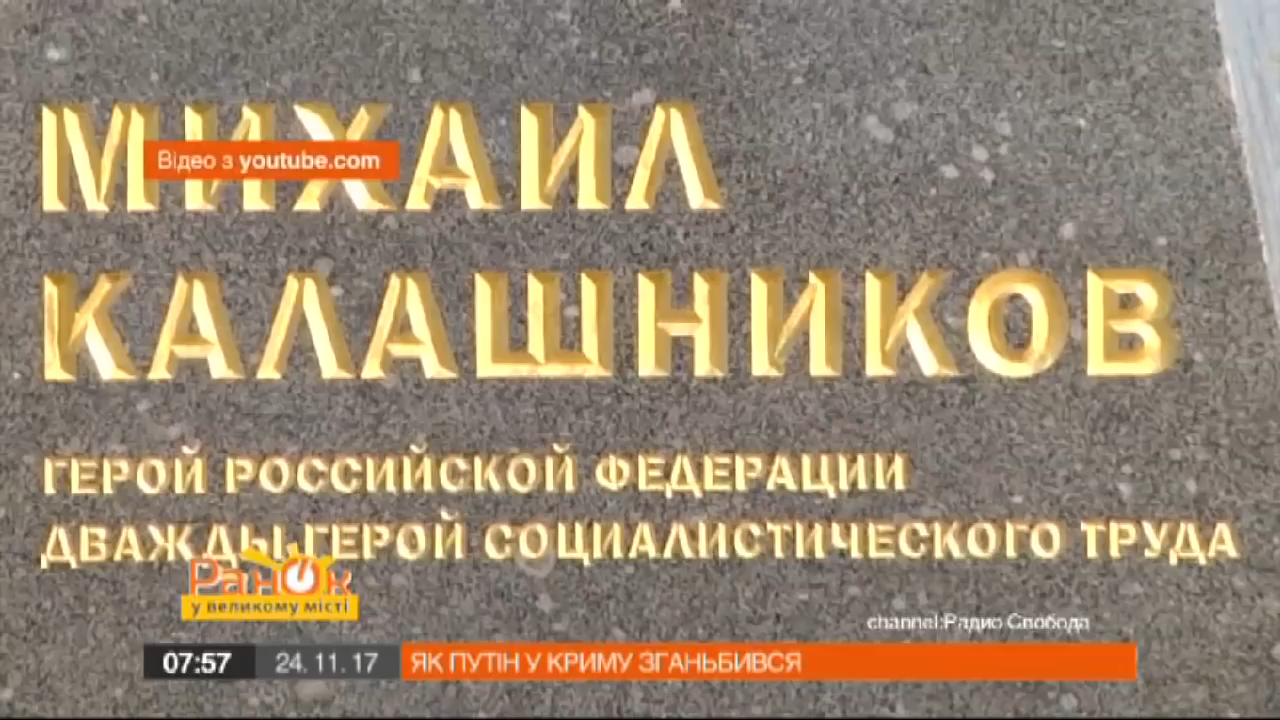 МИХАИЛ
Відео з youtube.com
КАЛАШНИКОВ
ГЕРОЙ РОССИЙСКОЙ ФЕДЕРАЦИИ
ДВАЖДЫ ГЕРОЙ СОЦИАЛИСТИЧЕСКОГО ТРУДА
Ранок
у великому місті
channel:Радио Свобода
07:57 24.11.17 ЯК ПУТІН У КРИМУ ЗГАНЬБИВСЯ